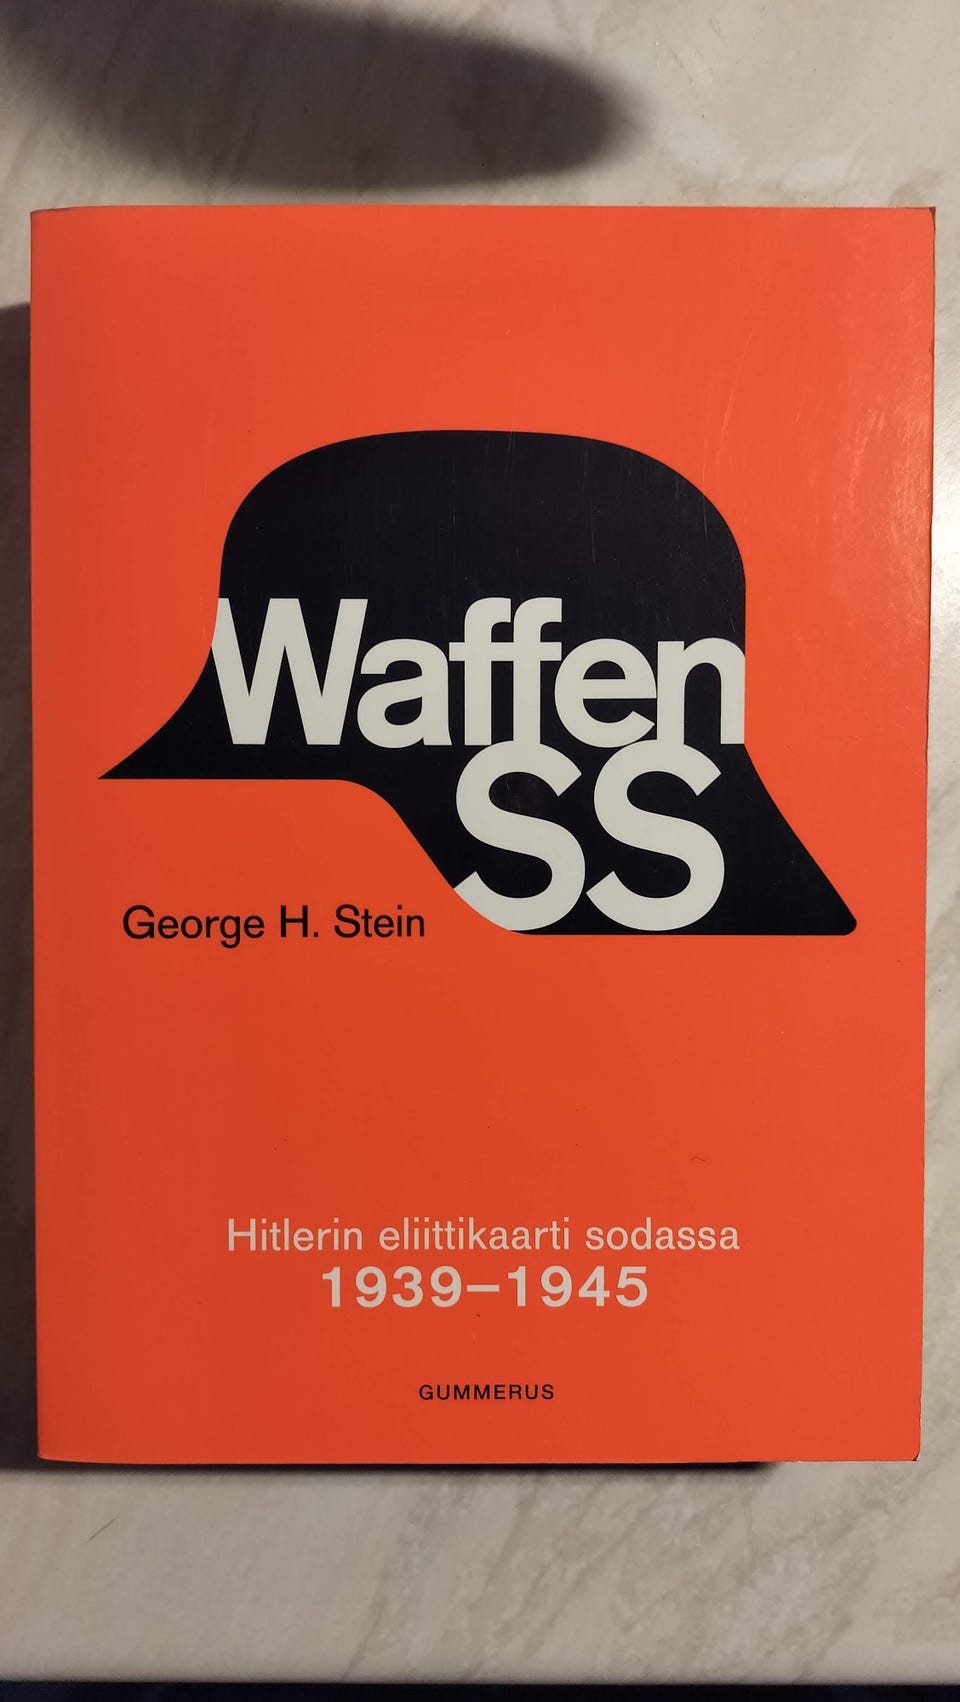 Waffen
SS
George H. Stein
Hitlerin eliittikaarti sodassa
1939–1945
GUMMERUS